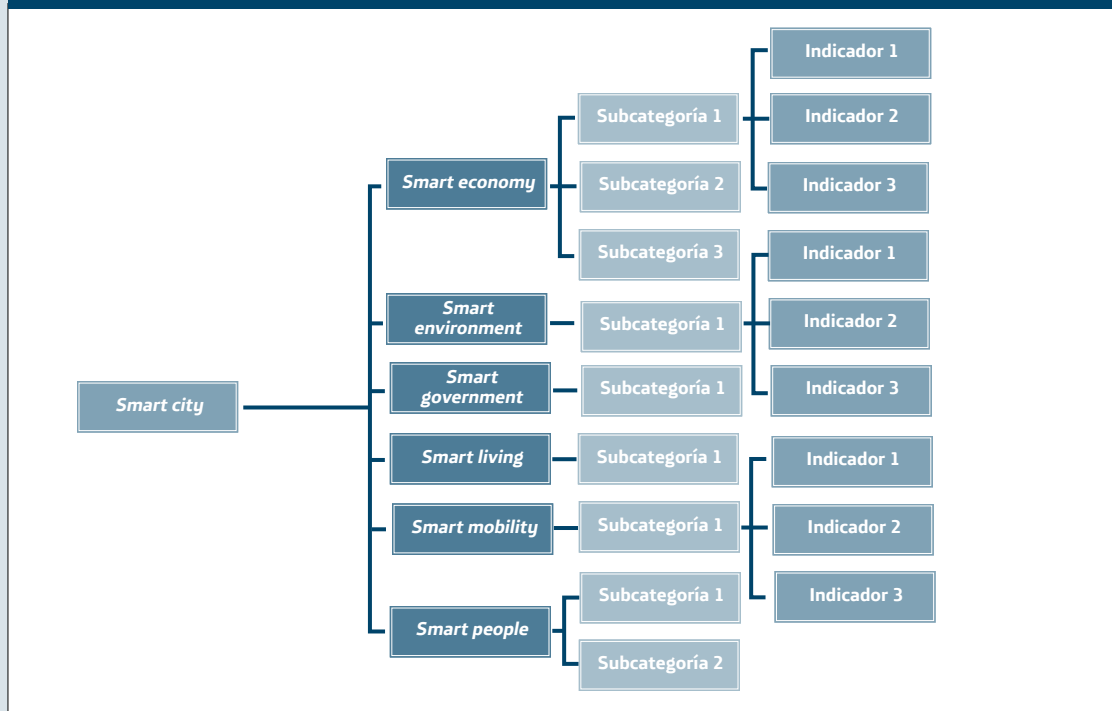 Smart city
Smart economy
Subcategoría 1
Indicador 1
Indicador 2
Indicador 3
Subcategoría 2
Subcategoría 3
Smart
environment
Subcategoría 1
Indicador 1
Indicador 2
Indicador 3
Smart
government
Subcategoría 1
Smart living
Subcategoría 1
Smart mobility
Subcategoría 1
Indicador 1
Indicador 2
Indicador 3
Smart people
Subcategoría 1
Subcategoría 2